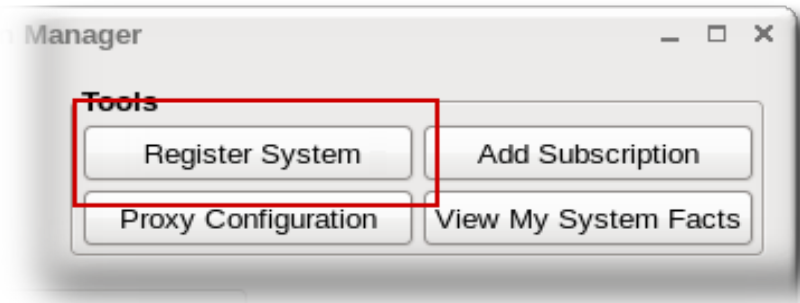 Manager
Tools
Register System
Add Subscription
Proxy Configuration
View My System Facts